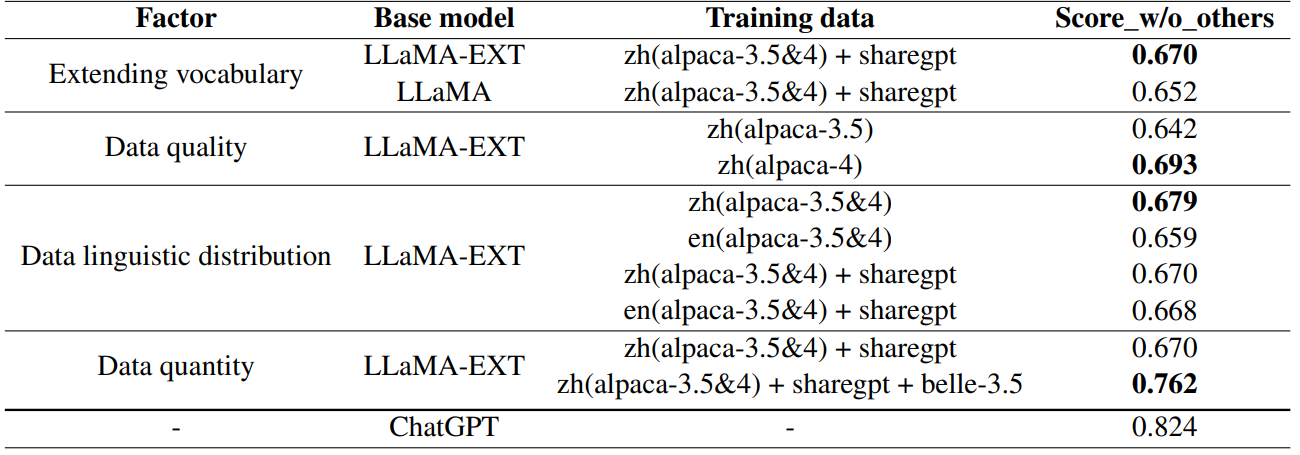 Factor Base model Training data Score_w/o_others
Extending vocabulary LLaMA-EXT zh(alpaca-3.5&4) + sharegpt 0.670
LLaMA zh(alpaca-3.5&4) + sharegpt 0.652
Data quality LLaMA-EXT zh(alpaca-3.5) 0.642
zh(alpaca-4) 0.693
Data linguistic distribution LLaMA-EXT zh(alpaca-3.5&4) 0.679
en(alpaca-3.5&4) 0.659
zh(alpaca-3.5&4) + sharegpt 0.670
en(alpaca-3.5&4) + sharegpt 0.668
Data quantity LLaMA-EXT zh(alpaca-3.5&4) + sharegpt 0.670
zh(alpaca-3.5&4) + sharegpt + belle-3.5 0.762
- ChatGPT - 0.824